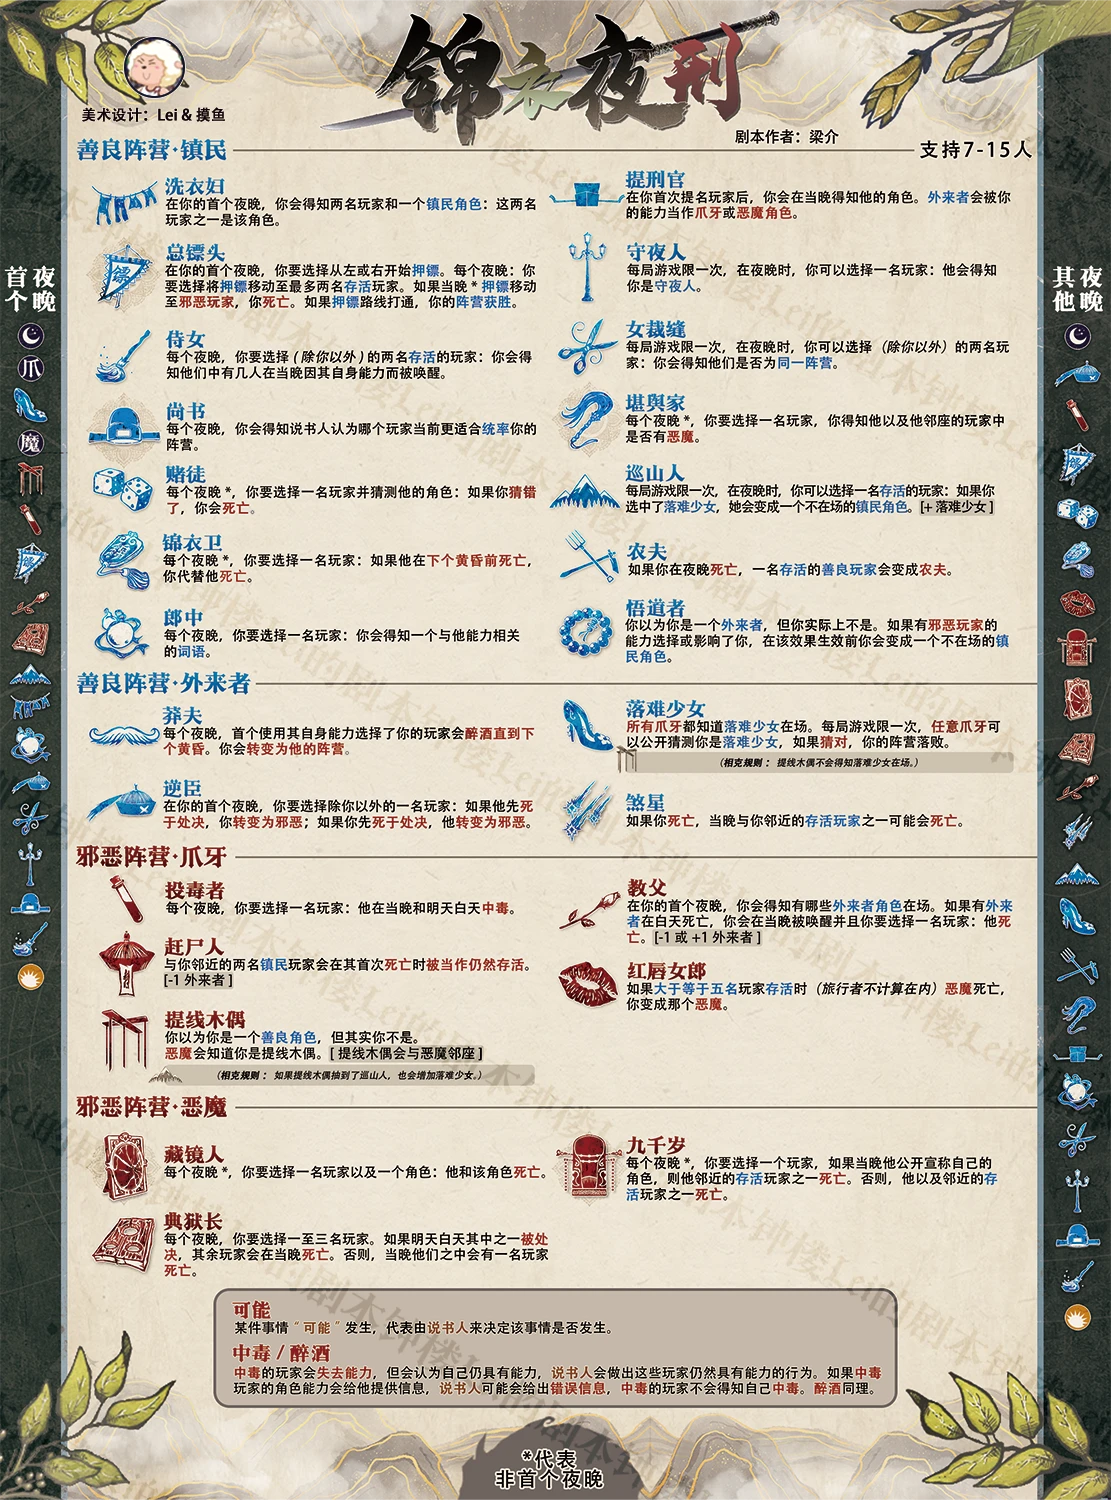 锦衣夜刑
美术设计：Lei & 摸鱼
剧本作者：梁介
善良阵营·镇民
支持7-15人
洗衣妇
在你的首个夜晚，你会得知两名玩家和一个镇民角色：这两名
玩家之一是该角色。
总镖头
在你的首个夜晚，你要选择从左或右开始押镖。每个夜晚：你
要选择将押镖移动至最多两名存活玩家。如果当晚*押镖移动
至邪恶玩家，你死亡。如果押镖路线打通，你的阵营获胜。
侍女
每个夜晚，你要选择（除你以外）的两名存活的玩家：你会得
知他们中有几人在当晚因其自身能力而被唤醒。
尚书
每个夜晚，你会得知说书人认为哪个玩家当前更适合统率你的
阵营。
赌徒
每个夜晚*，你要选择一名玩家并猜测他的角色：如果你猜错
了，你会死亡。
锦衣卫
每个夜晚*，你要选择一名玩家：如果他在下个黄昏前死亡，
你代替他死亡。
郎中
每个夜晚，你要选择一名玩家：你会得知一个与他能力相关
的词语。
提刑官
在你首次提名玩家后，你会在当晚得知他的角色。外来者会被你
的能力当作爪牙或恶魔角色。
守夜人
每局游戏限一次，在夜晚时，你可以选择一名玩家：他会得知
你是守夜人。
女裁缝
每局游戏限一次，在夜晚时，你可以选择（除你以外）的两名玩
家：你会得知他们是否为同一阵营。
堪舆家
每个夜晚*，你要选择一名玩家，你得知他以及他邻座的玩家中
是否有恶魔。
巡山人
每局游戏限一次，在夜晚时，你可以选择一名存活的玩家：如果你
选中了落难少女，她会变成一个不在场的镇民角色。[+ 落难少女]
农夫
如果你在夜晚死亡，一名存活的善良玩家会变成农夫。
悟道者
你以为你是一个外来者，但你实际上不是。如果有邪恶玩家的
能力选择或影响了你，在该效果生效前你会变成一个不在场的镇
民角色。
善良阵营·外来者
莽夫
每个夜晚，首个使用其自身能力选择了你的玩家会醉酒直到下
个黄昏。你会转变为他的阵营。
逆臣
在你的首个夜晚，你要选择除你以外的一名玩家：如果他先死
于处决，你转变为邪恶；如果你先死于处决，他转变为邪恶。
落难少女
所有爪牙都知道落难少女在场。每局游戏限一次，任意爪牙可
以公开猜测你是落难少女，如果猜对，你的阵营落败。
（相克规则：提线木偶不会得知落难少女在场。）
煞星
如果你死亡，当晚与你邻近的存活玩家之一可能会死亡。
邪恶阵营·爪牙
投毒者
每个夜晚，你要选择一名玩家：他在当晚和明天白天中毒。
赶尸人
与你邻近的两名镇民玩家会在其首次死亡时被当作仍然存活。
[-1 外来者]
提线木偶
你以为你是一个善良角色，但其实你不是。
恶魔会知道你是提线木偶。[提线木偶会与恶魔邻座]
（相克规则：如果提线木偶抽到了巡山人，也会增加落难少女。）
教父
在你的首个夜晚，你会得知有哪些外来者角色在场。如果有外来
者在白天死亡，你会在当晚被唤醒并且你要选择一名玩家：他死
亡。[-1 或 +1 外来者]
红唇女郎
如果大于等于五名玩家存活时（旅行者不计算在内）恶魔死亡，
你变成那个恶魔。
邪恶阵营·恶魔
藏镜人
每个夜晚*，你要选择一名玩家以及一个角色：他和该角色死亡。
典狱长
每个夜晚，你要选择一至三名玩家。如果明天白天其中之一被处
决，其余玩家会在当晚死亡。否则，当晚他们之中会有一名玩家
死亡。
九千岁
每个夜晚*，你要选择一个玩家，如果当晚他公开宣称自己的
角色，则他邻近的存活玩家之一死亡。否则，他以及邻近的存
活玩家之一死亡。
可能
某件事情“可能”发生，代表由说书人来决定该事情是否发生。
中毒 / 醉酒
中毒的玩家会失去能力，但会认为自己仍具有能力，说书人会做出这些玩家仍然具有能力的行为。如果中毒
玩家的角色能力会给他提供信息，说书人可能会给出错误信息，中毒的玩家不会得知自己中毒。醉酒同理。
*代表
非首个夜晚
首个
夜晚
爪
魔
其他
夜晚